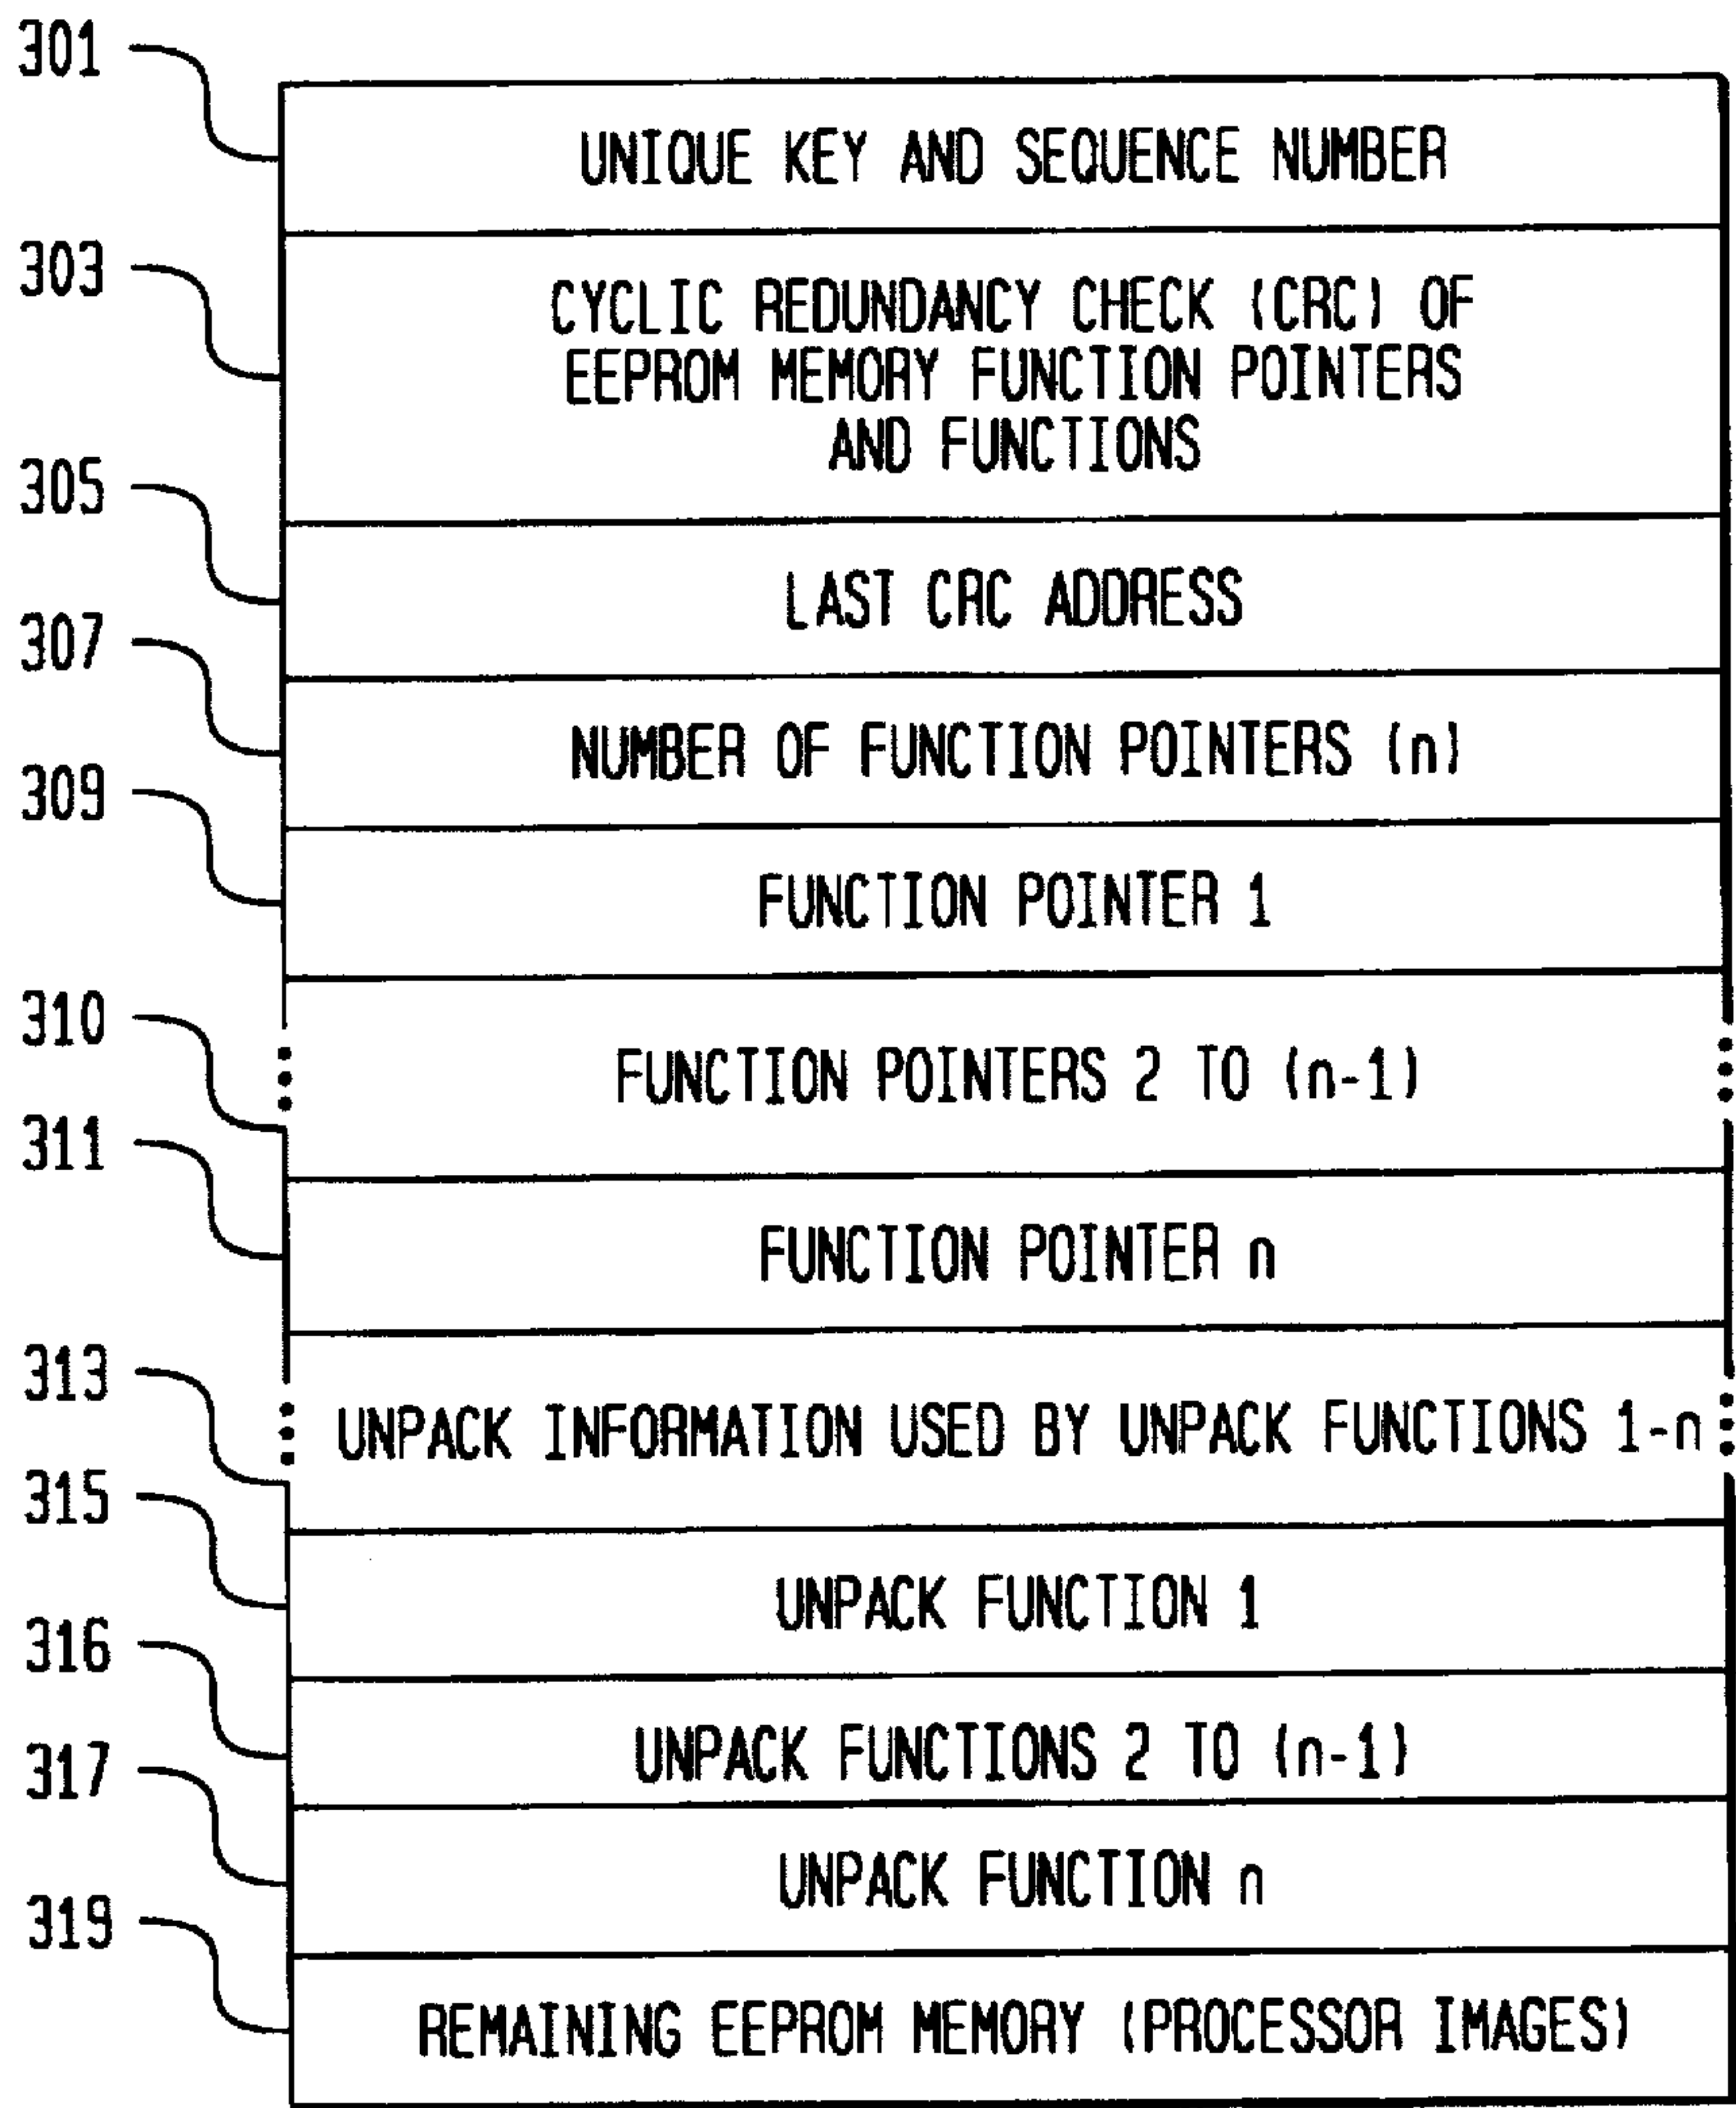 301
UNIQUE KEY AND SEQUENCE NUMBER
303
CYCLIC REDUNDANCY CHECK (CRC) OF
EEPROM MEMORY FUNCTION POINTERS
AND FUNCTIONS
305
LAST CRC ADDRESS
307
NUMBER OF FUNCTION POINTERS (n)
309
FUNCTION POINTER 1
310
FUNCTION POINTERS 2 TO (n-1)
311
FUNCTION POINTER n
313
UNPACK INFORMATION USED BY UNPACK FUNCTIONS 1-n
315
UNPACK FUNCTION 1
316
UNPACK FUNCTIONS 2 TO (n-1)
317
UNPACK FUNCTION n
319
REMAINING EEPROM MEMORY (PROCESSOR IMAGES)